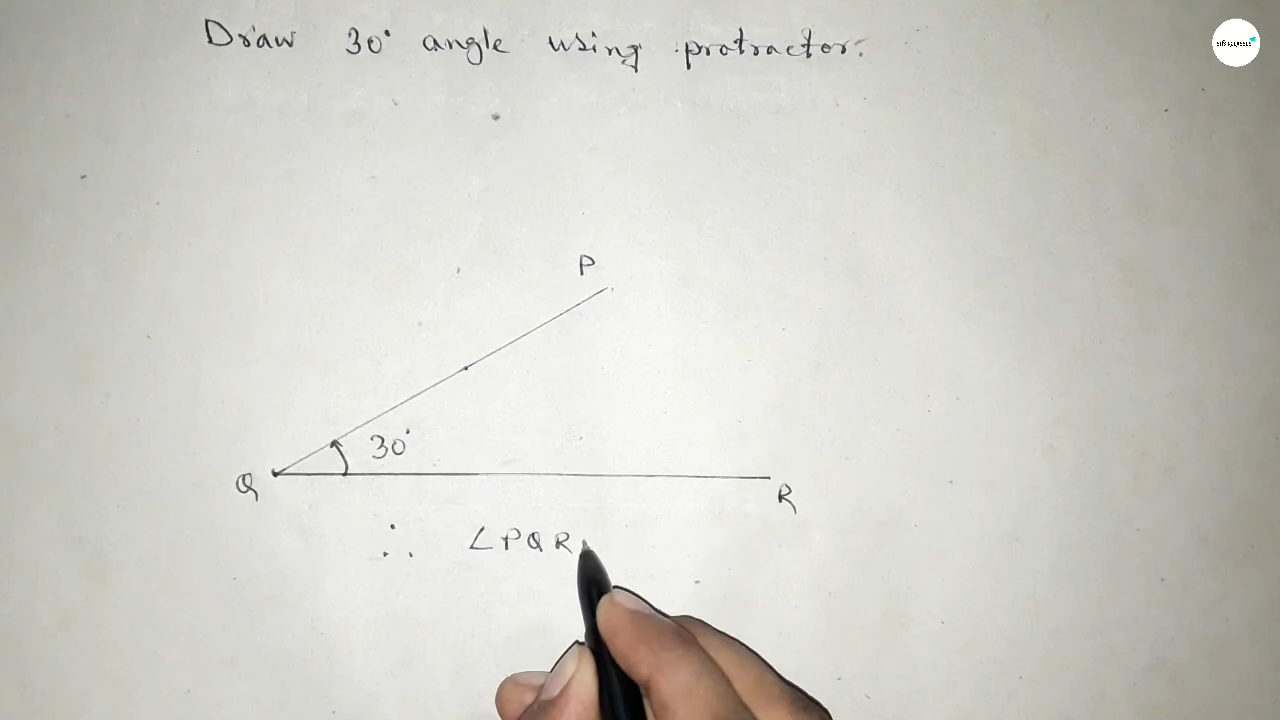 Draw 30° angle using protractor.
P
30°
Q
R
∴ ∠PQR